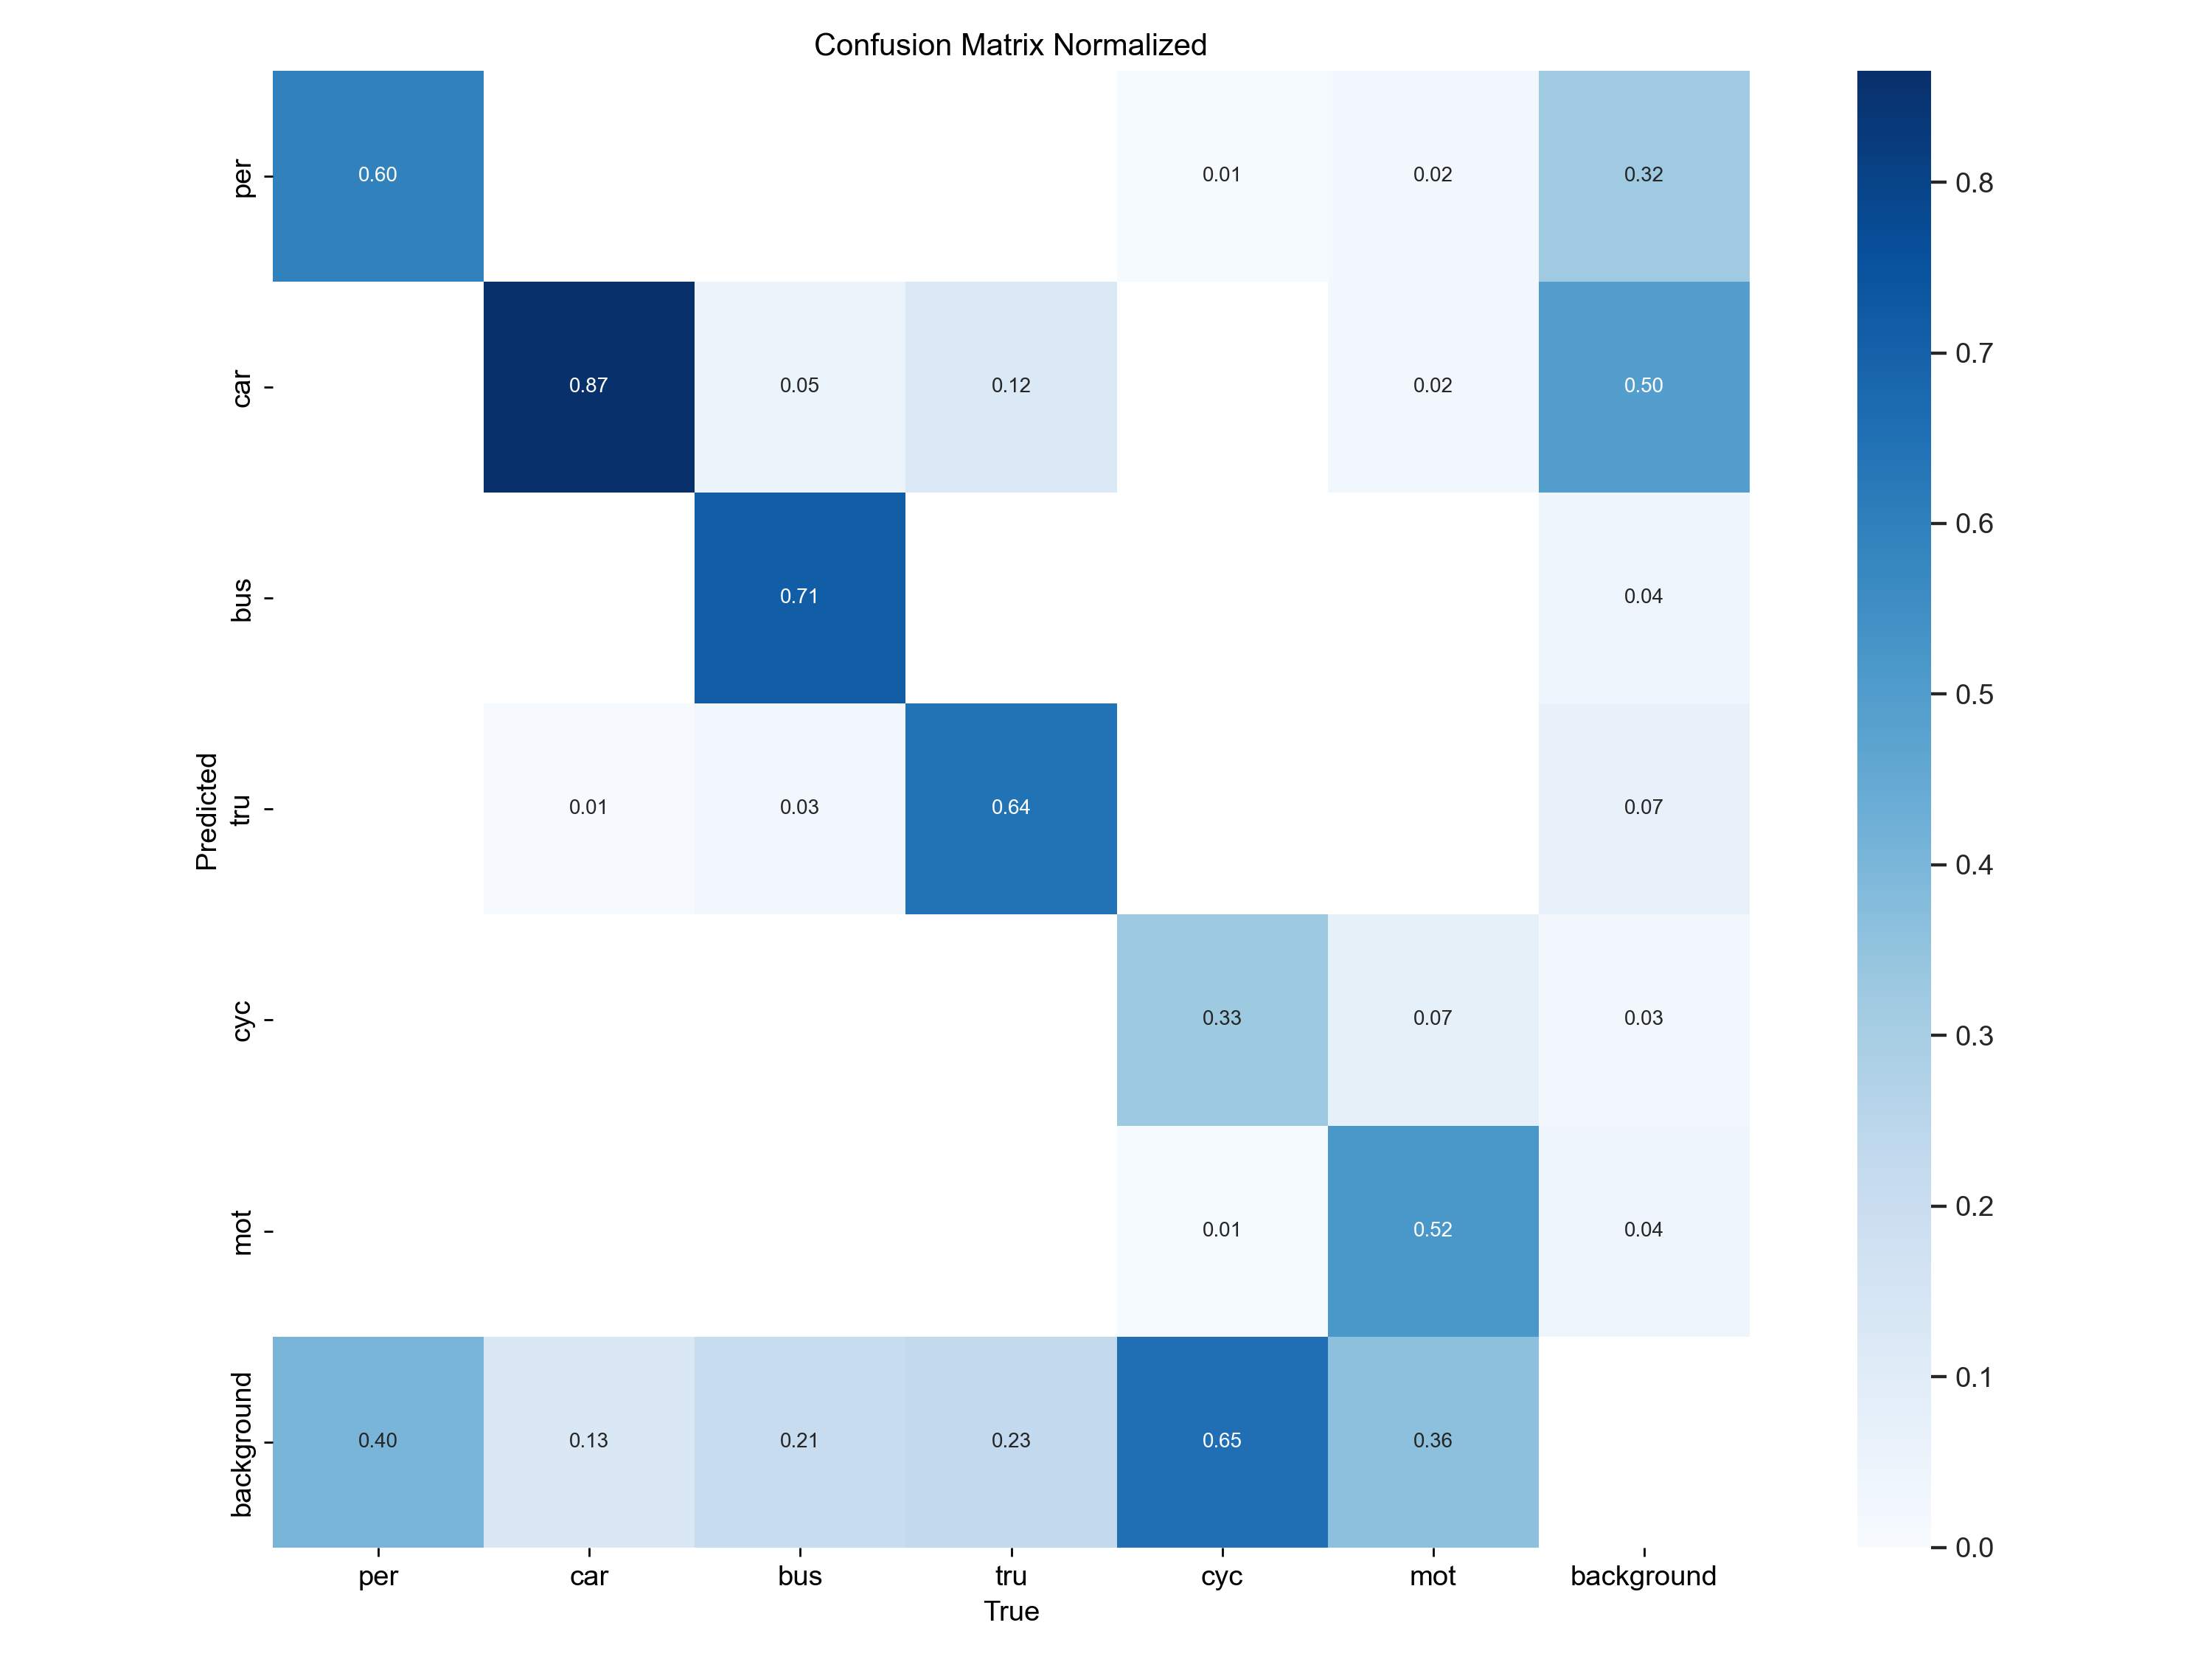 Confusion Matrix Normalized
per
0.60
0.01
0.02
0.32
car
0.87
0.05
0.12
0.02
0.50
bus
0.71
0.04
Predicted
tru
0.01
0.03
0.64
0.07
cyc
0.33
0.07
0.03
mot
0.01
0.52
0.04
background
0.40
0.13
0.21
0.23
0.65
0.36
per
car
bus
tru
cyc
mot
background
True
0.8
0.7
0.6
0.5
0.4
0.3
0.2
0.1
0.0